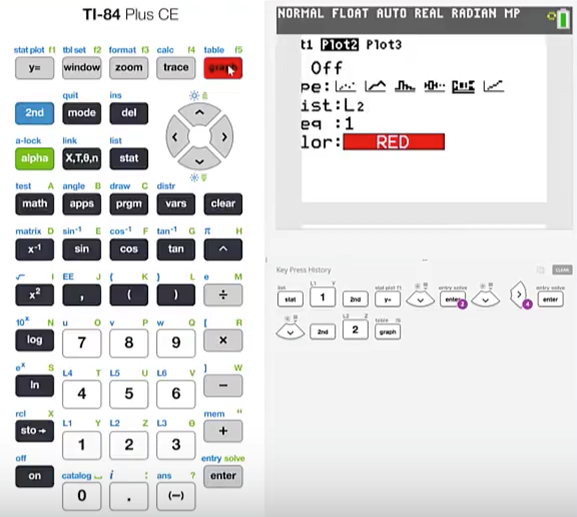 TI-84 Plus CE
stat plot f1 tbl set f2 format f3 calc f4 table f5
y= window zoom trace graph
quit ins
2nd mode del
a-lock link list
alpha X,T,θ,n stat
test A angle B draw C distr
math apps prgm vars clear
matrix D sin⁻¹ E cos⁻¹ F tan⁻¹ G π H
x⁻¹ sin cos tan ^
√ I EE J { K } L e M
x² , ( ) ÷
10ˣ N u O v P w Q [ R
log 7 8 9 ×
eˣ S L4 T L5 U L6 V ] W
ln 4 5 6 −
rcl X L1 Y L2 Z L3 θ mem "
sto→ 1 2 3 +
off catalog ⎵ i : ans ? entry solve
on 0 . (−) enter
NORMAL FLOAT AUTO REAL RADIAN MP
t1 Plot2 Plot3
Off
pe:
ist:L2
eq :1
lor: RED
Key Press History
CLEAR
list L1 Y stat plot f1 entry solve entry solve
stat 1 2nd y= enter 2 4 enter
L2 Z table f5
2nd 2 graph